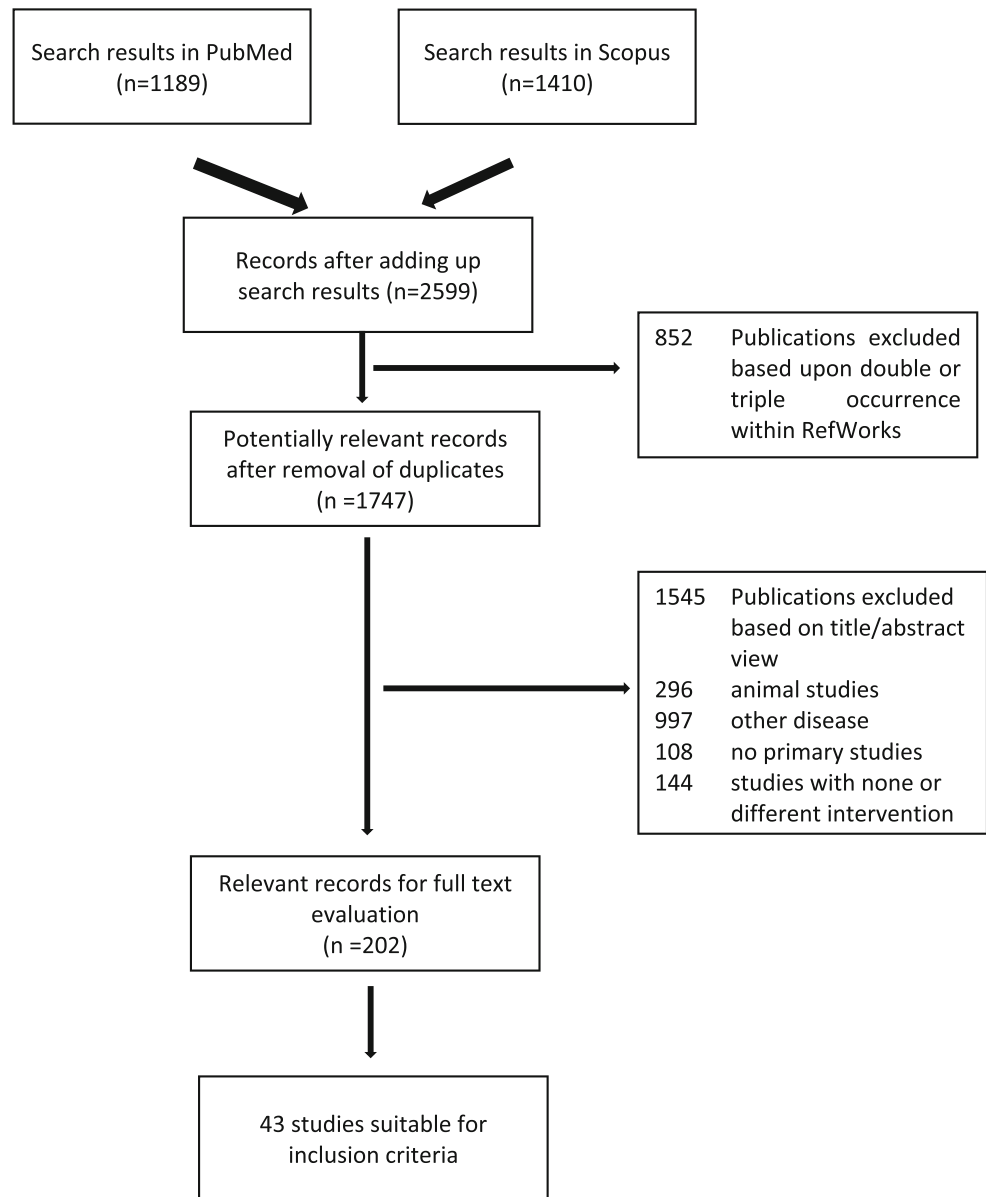 Search results in PubMed
(n=1189)
Search results in Scopus
(n=1410)
Records after adding up
search results (n=2599)
852 Publications excluded
based upon double or
triple occurrence
within RefWorks
Potentially relevant records
after removal of duplicates
(n =1747)
1545 Publications excluded
based on title/abstract
view
296 animal studies
997 other disease
108 no primary studies
144 studies with none or
different intervention
Relevant records for full text
evaluation
(n =202)
43 studies suitable for
inclusion criteria